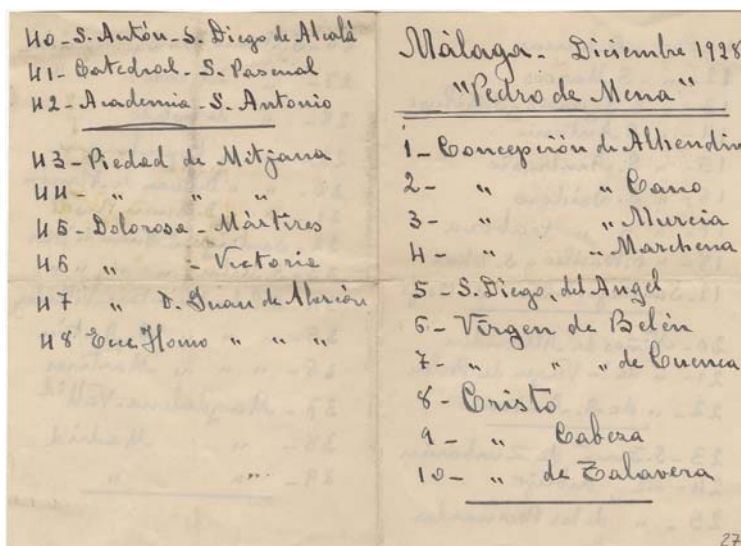 40 - S. Antón - S. Diego de Alcalá
41 - Catedral - S. Pascual
42 - Academia - S. Antonio
43 - Piedad de Mitjana
44 - " " "
45 - Dolorosa - Mártires
46 " - Victoria
47 " D. Juan de Alarcón
48 Ecce Homo " " "
Málaga - Diciembre 1928
"Pedro de Mena"
1 - Concepción de Alhendin
2 - " " Cano
3 - " " Murcia
4 - " " Marchena
5 - S. Diego, del Angel
6 - Virgen de Belén
7 - " " " de Cuenca
8 - Cristo
9 - " Cabeza
10 - " de Talavera
27